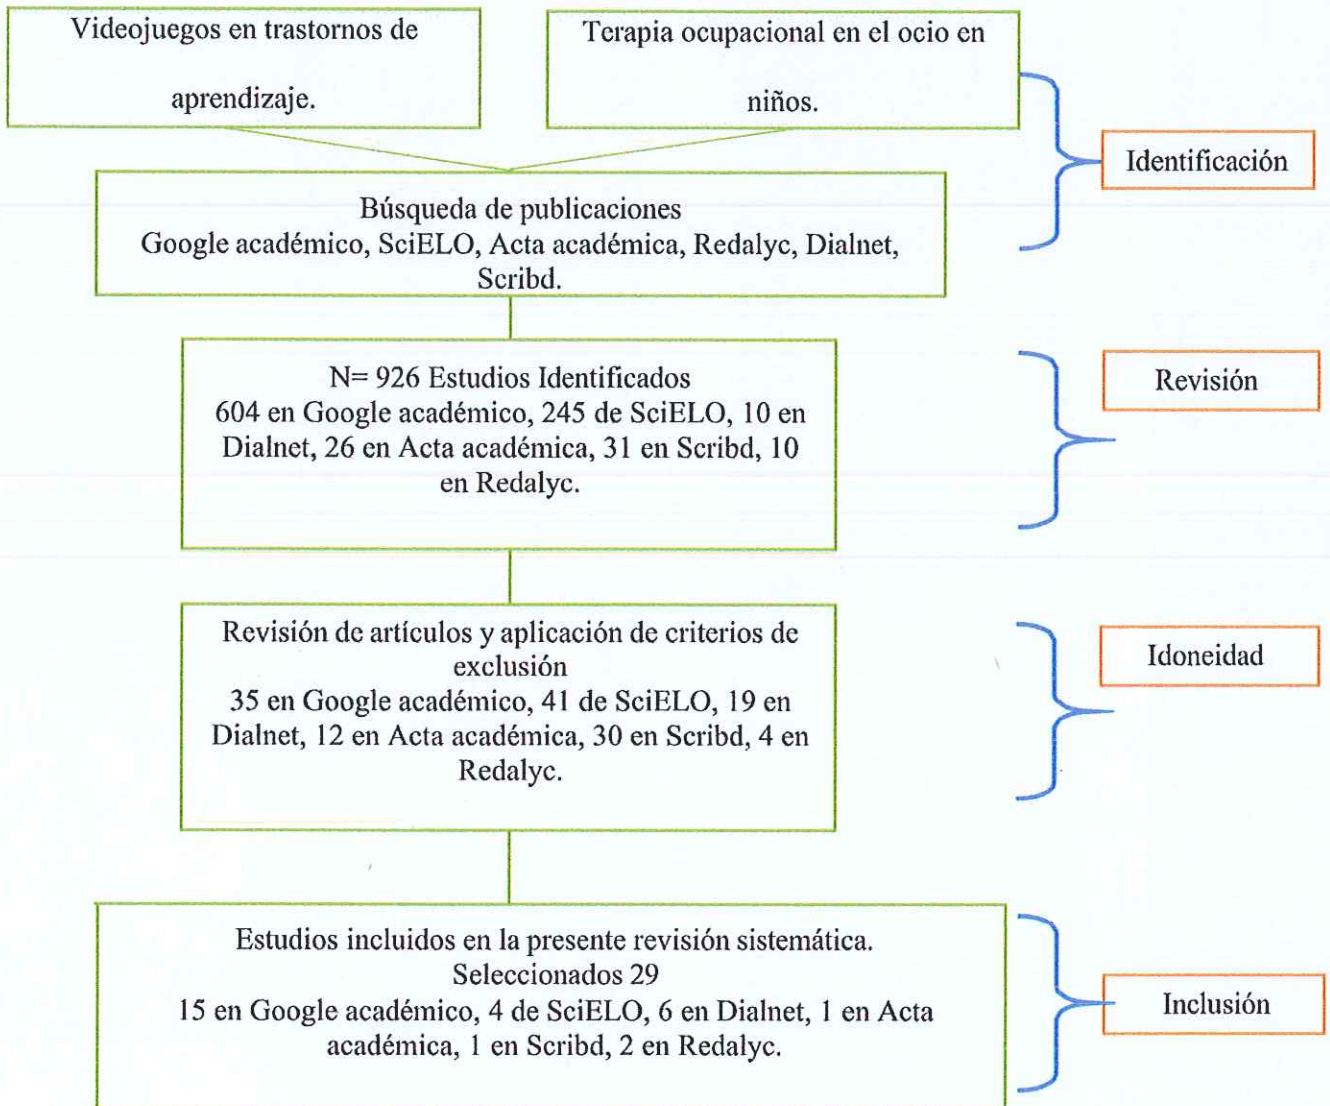 Videojuegos en trastornos de
aprendizaje.
Terapia ocupacional en el ocio en
niños.
Identificación
Búsqueda de publicaciones
Google académico, SciELO, Acta académica, Redalyc, Dialnet,
Scribd.
N= 926 Estudios Identificados
604 en Google académico, 245 de SciELO, 10 en
Dialnet, 26 en Acta académica, 31 en Scribd, 10
en Redalyc.
Revisión
Revisión de artículos y aplicación de criterios de
exclusión
35 en Google académico, 41 de SciELO, 19 en
Dialnet, 12 en Acta académica, 30 en Scribd, 4 en
Redalyc.
Idoneidad
Estudios incluidos en la presente revisión sistemática.
Seleccionados 29
15 en Google académico, 4 de SciELO, 6 en Dialnet, 1 en Acta
académica, 1 en Scribd, 2 en Redalyc.
Inclusión